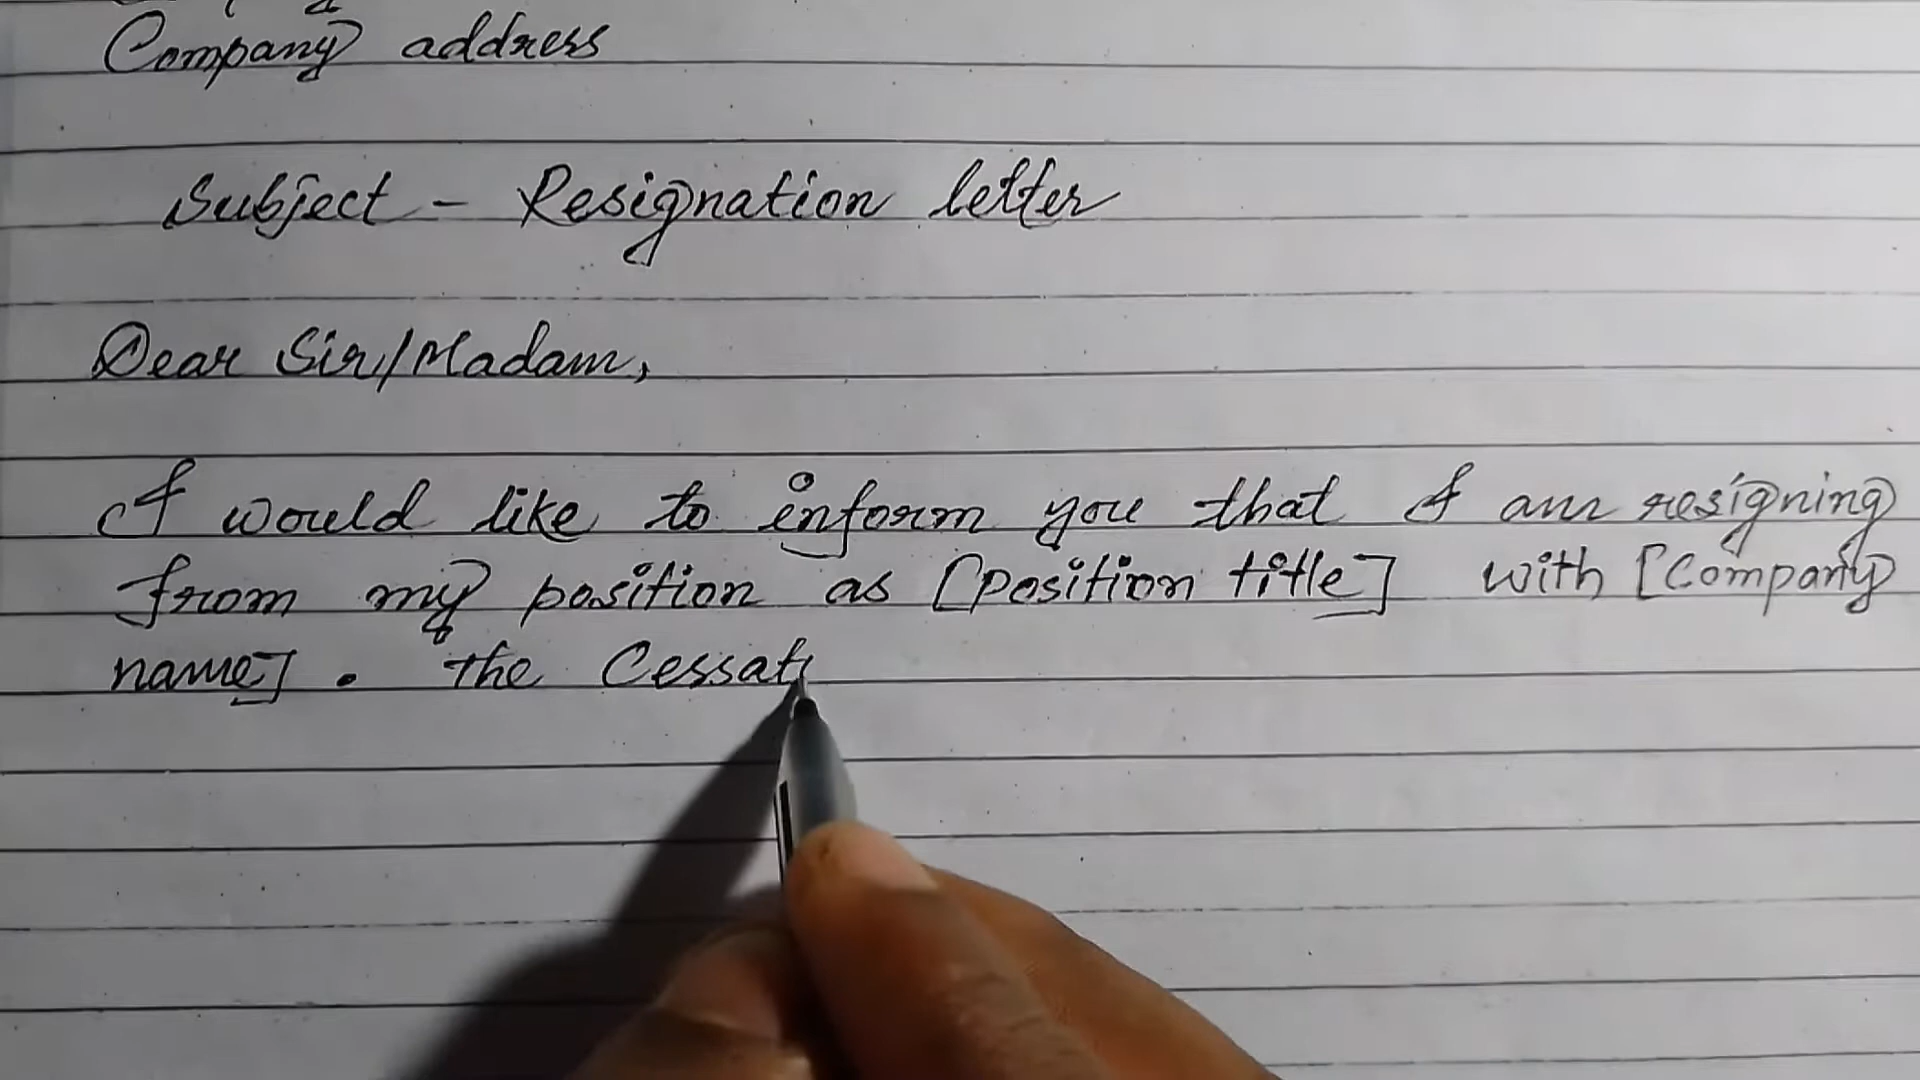 Company address
Subject - Resignation letter
Dear Sir/Madam,
I would like to inform you that I am resigning
from my position as [Position title] with [Company
name]. the Cessati